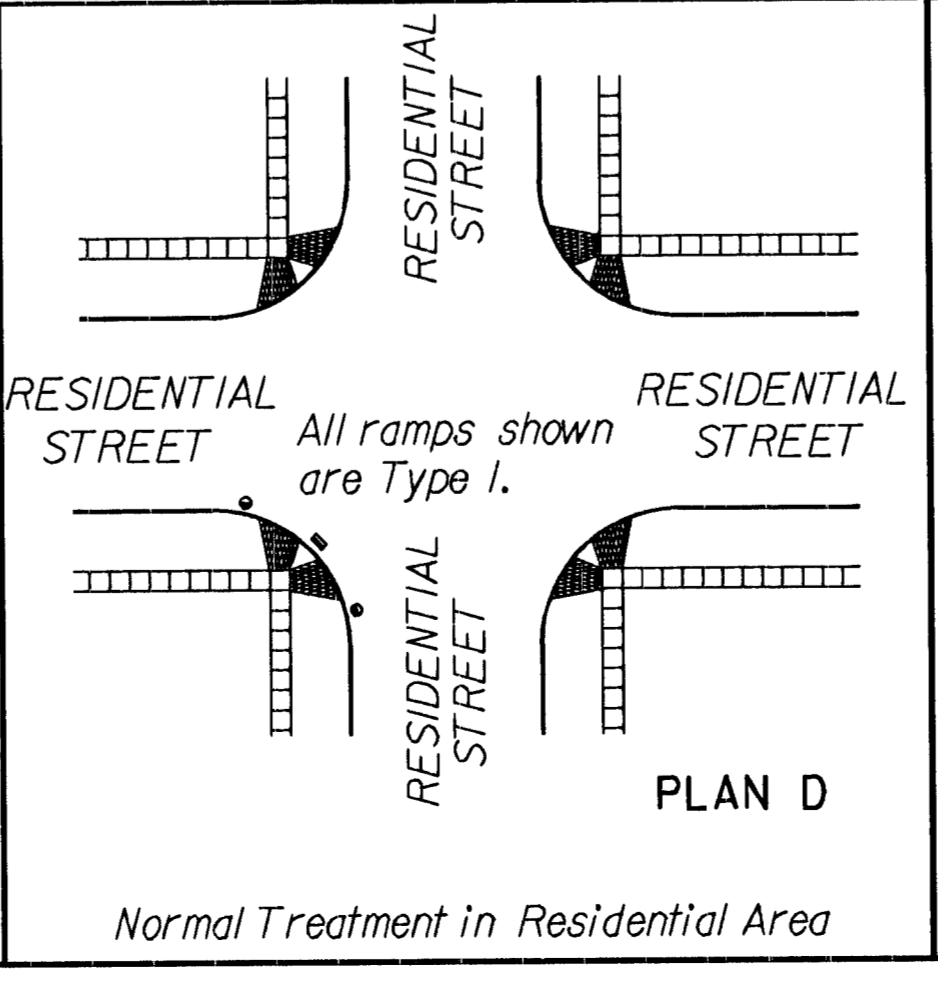 RESIDENTIAL
STREET
RESIDENTIAL
STREET
RESIDENTIAL
STREET
All ramps shown
are Type I.
RESIDENTIAL
STREET
PLAN D
Normal Treatment in Residential Area